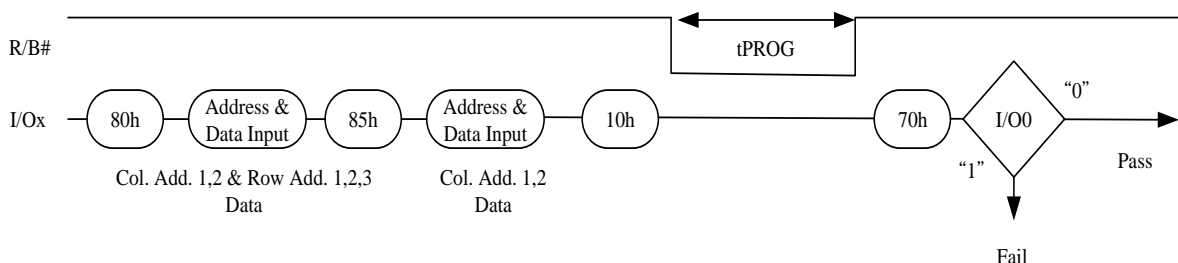 R/B#
tPROG
I/Ox
80h
Address &
Data Input
85h
Address &
Data Input
10h
70h
I/O0
“0”
“1”
Pass
Col. Add. 1,2 & Row Add. 1,2,3
Data
Col. Add. 1,2
Data
Fail